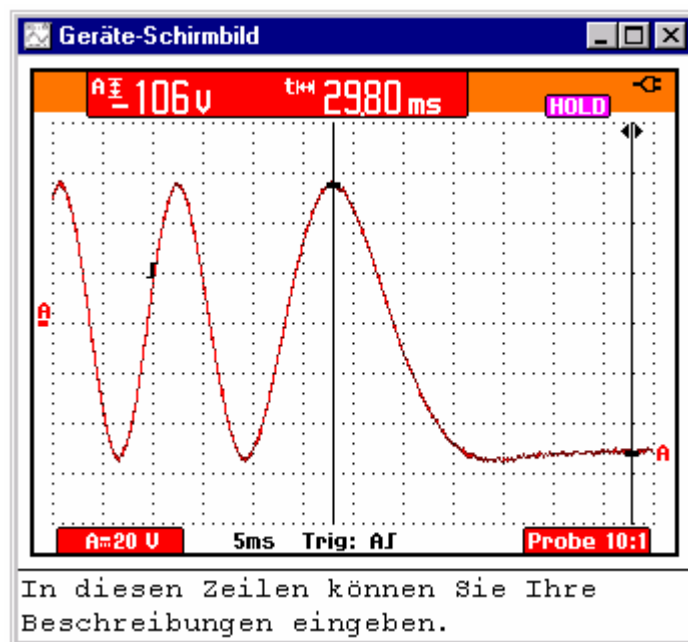 Geräte-Schirmbild
A -106 V t 29.80 ms
HOLD
A
A
A=20 V 5ms Trig: A Probe 10:1
In diesen Zeilen können Sie Ihre
Beschreibungen eingeben.